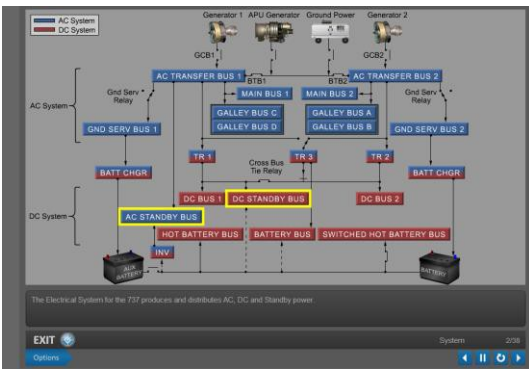 Generator 1 APU Generator Ground Power Generator 2
AC System
DC System
GCB1 GCB2
AC TRANSFER BUS 1 AC TRANSFER BUS 2
BTB1 BTB2
Gnd Serv Relay
MAIN BUS 1 MAIN BUS 2
Gnd Serv Relay
AC System
GALLEY BUS C GALLEY BUS A
GALLEY BUS D GALLEY BUS B
GND SERV BUS 1 GND SERV BUS 2
TR 1 TR 3 TR 2
Cross Bus
Tie Relay
BATT CHGR BATT CHGR
DC BUS 1 DC STANDBY BUS DC BUS 2
DC System
AC STANDBY BUS
HOT BATTERY BUS BATTERY BUS SWITCHED HOT BATTERY BUS
INV
AUX
BATTERY
BATTERY
The Electrical System for the 737 produces and distributes AC, DC and Standby power.
EXIT System 2/38
Options